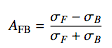 A_FB = (σ_F − σ_B) / (σ_F + σ_B)